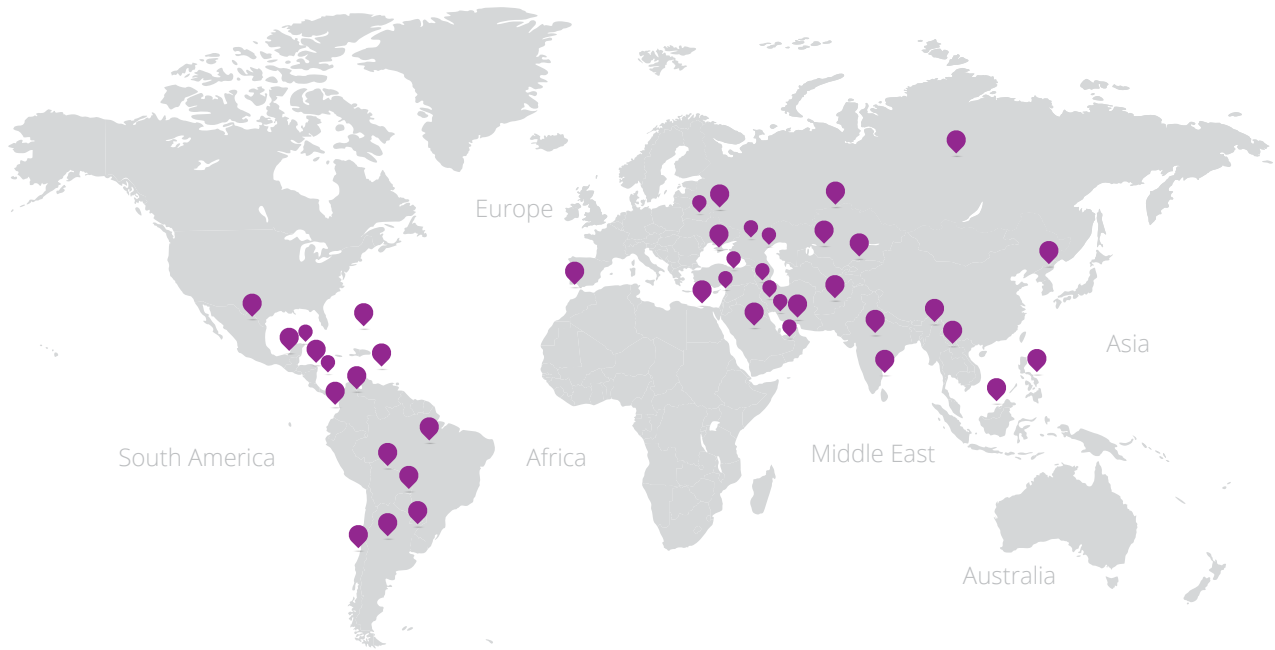 Europe
Asia
South America
Africa
Middle East
Australia